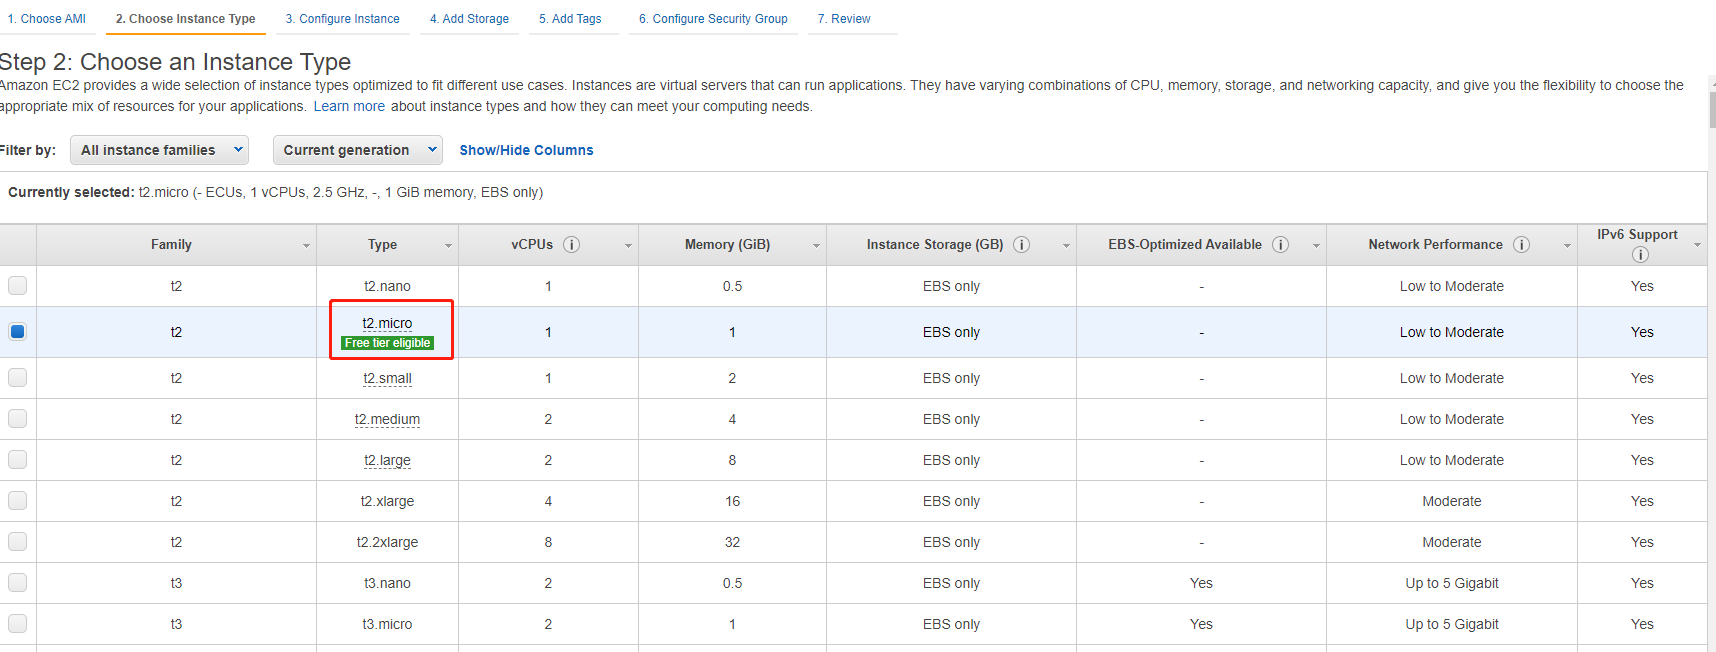 1. Choose AMI 2. Choose Instance Type 3. Configure Instance 4. Add Storage 5. Add Tags 6. Configure Security Group 7. Review
Step 2: Choose an Instance Type
Amazon EC2 provides a wide selection of instance types optimized to fit different use cases. Instances are virtual servers that can run applications. They have varying combinations of CPU, memory, storage, and networking capacity, and give you the flexibility to choose the
appropriate mix of resources for your applications. Learn more about instance types and how they can meet your computing needs.
Filter by: All instance families Current generation Show/Hide Columns
Currently selected: t2.micro (- ECUs, 1 vCPUs, 2.5 GHz, -, 1 GiB memory, EBS only)
Family Type vCPUs Memory (GiB) Instance Storage (GB) EBS-Optimized Available Network Performance IPv6 Support
t2 t2.nano 1 0.5 EBS only - Low to Moderate Yes
t2 t2.micro 1 1 EBS only - Low to Moderate Yes
Free tier eligible
t2 t2.small 1 2 EBS only - Low to Moderate Yes
t2 t2.medium 2 4 EBS only - Low to Moderate Yes
t2 t2.large 2 8 EBS only - Low to Moderate Yes
t2 t2.xlarge 4 16 EBS only - Moderate Yes
t2 t2.2xlarge 8 32 EBS only - Moderate Yes
t3 t3.nano 2 0.5 EBS only Yes Up to 5 Gigabit Yes
t3 t3.micro 2 1 EBS only Yes Up to 5 Gigabit Yes